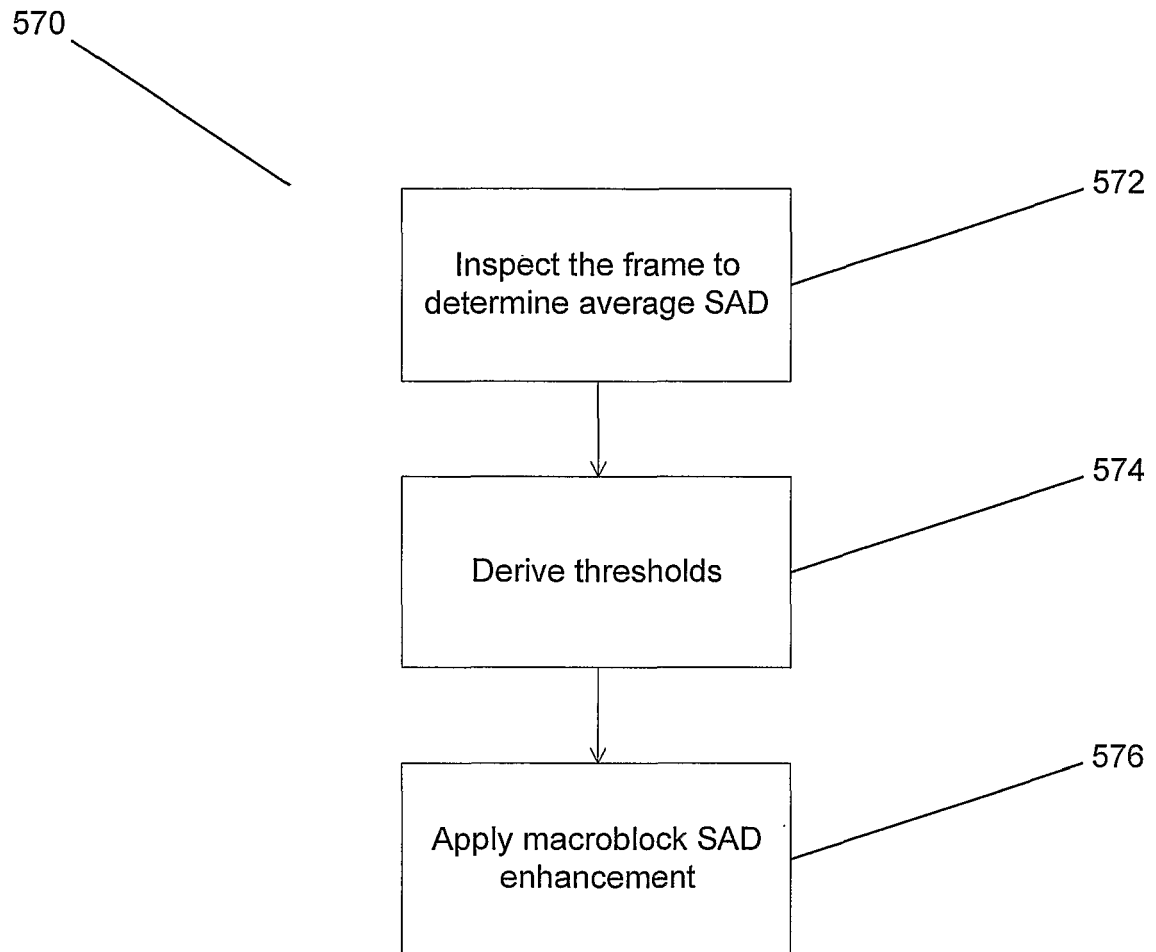 570
572
Inspect the frame to
determine average SAD
574
Derive thresholds
576
Apply macroblock SAD
enhancement